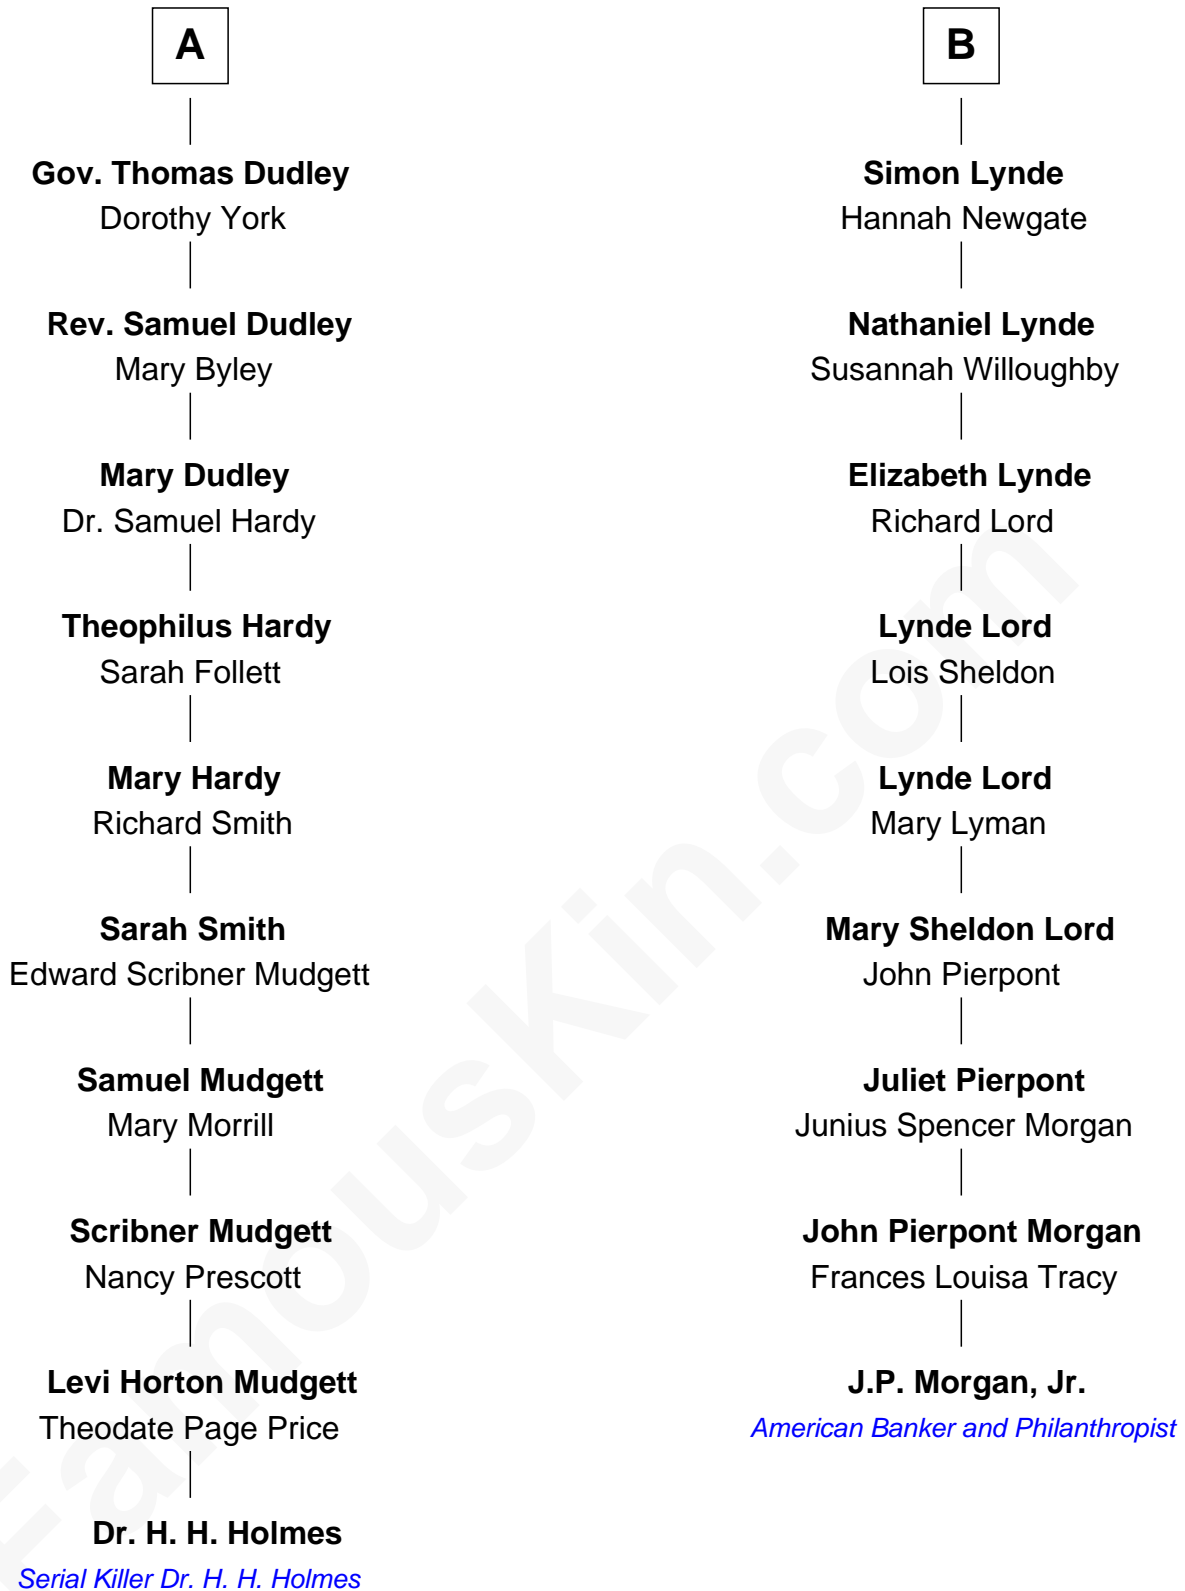 A
Gov. Thomas Dudley
Dorothy York
Rev. Samuel Dudley
Mary Byley
Mary Dudley
Dr. Samuel Hardy
Theophilus Hardy
Sarah Follett
Mary Hardy
Richard Smith
Sarah Smith
Edward Scribner Mudgett
Samuel Mudgett
Mary Morrill
Scribner Mudgett
Nancy Prescott
Levi Horton Mudgett
Theodate Page Price
Dr. H. H. Holmes
Serial Killer Dr. H. H. Holmes
B
Simon Lynde
Hannah Newgate
Nathaniel Lynde
Susannah Willoughby
Elizabeth Lynde
Richard Lord
Lynde Lord
Lois Sheldon
Lynde Lord
Mary Lyman
Mary Sheldon Lord
John Pierpont
Juliet Pierpont
Junius Spencer Morgan
John Pierpont Morgan
Frances Louisa Tracy
J.P. Morgan, Jr.
American Banker and Philanthropist
FamousKin.com